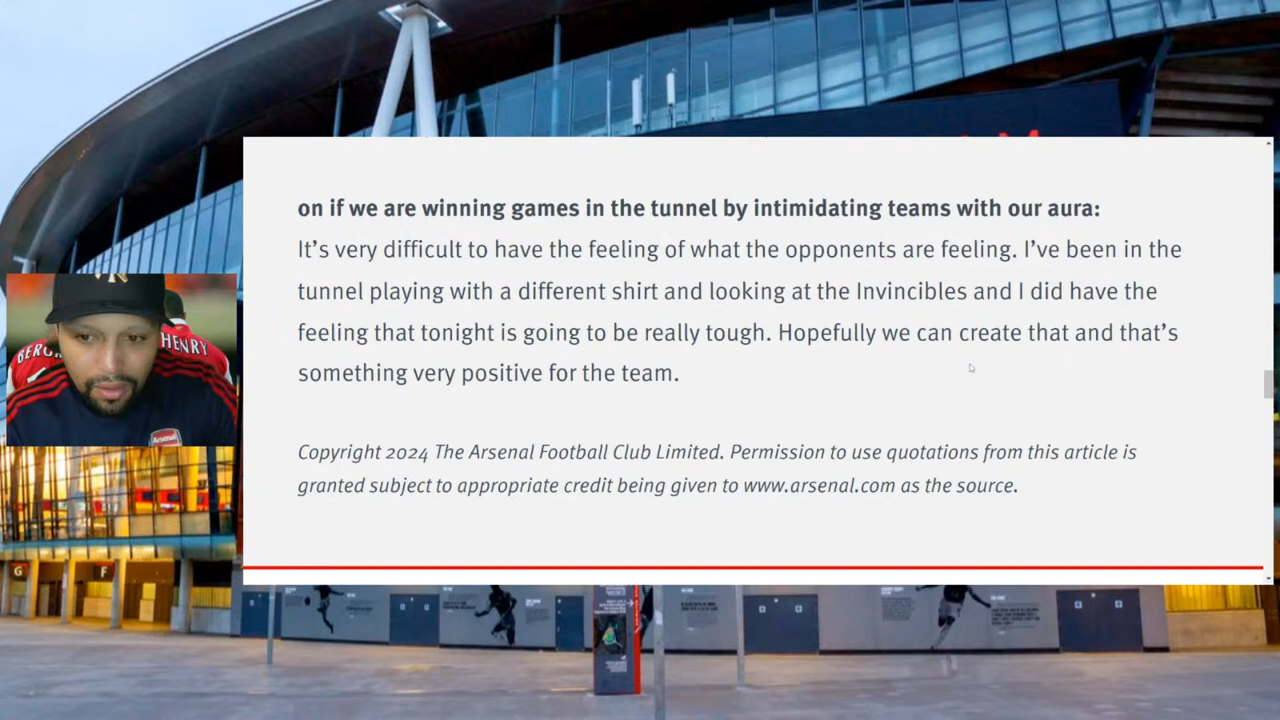 on if we are winning games in the tunnel by intimidating teams with our aura:
It's very difficult to have the feeling of what the opponents are feeling. I've been in the
tunnel playing with a different shirt and looking at the Invincibles and I did have the
feeling that tonight is going to be really tough. Hopefully we can create that and that's
something very positive for the team.
Copyright 2024 The Arsenal Football Club Limited. Permission to use quotations from this article is
granted subject to appropriate credit being given to www.arsenal.com as the source.
HENRY
Arsenal
G
F